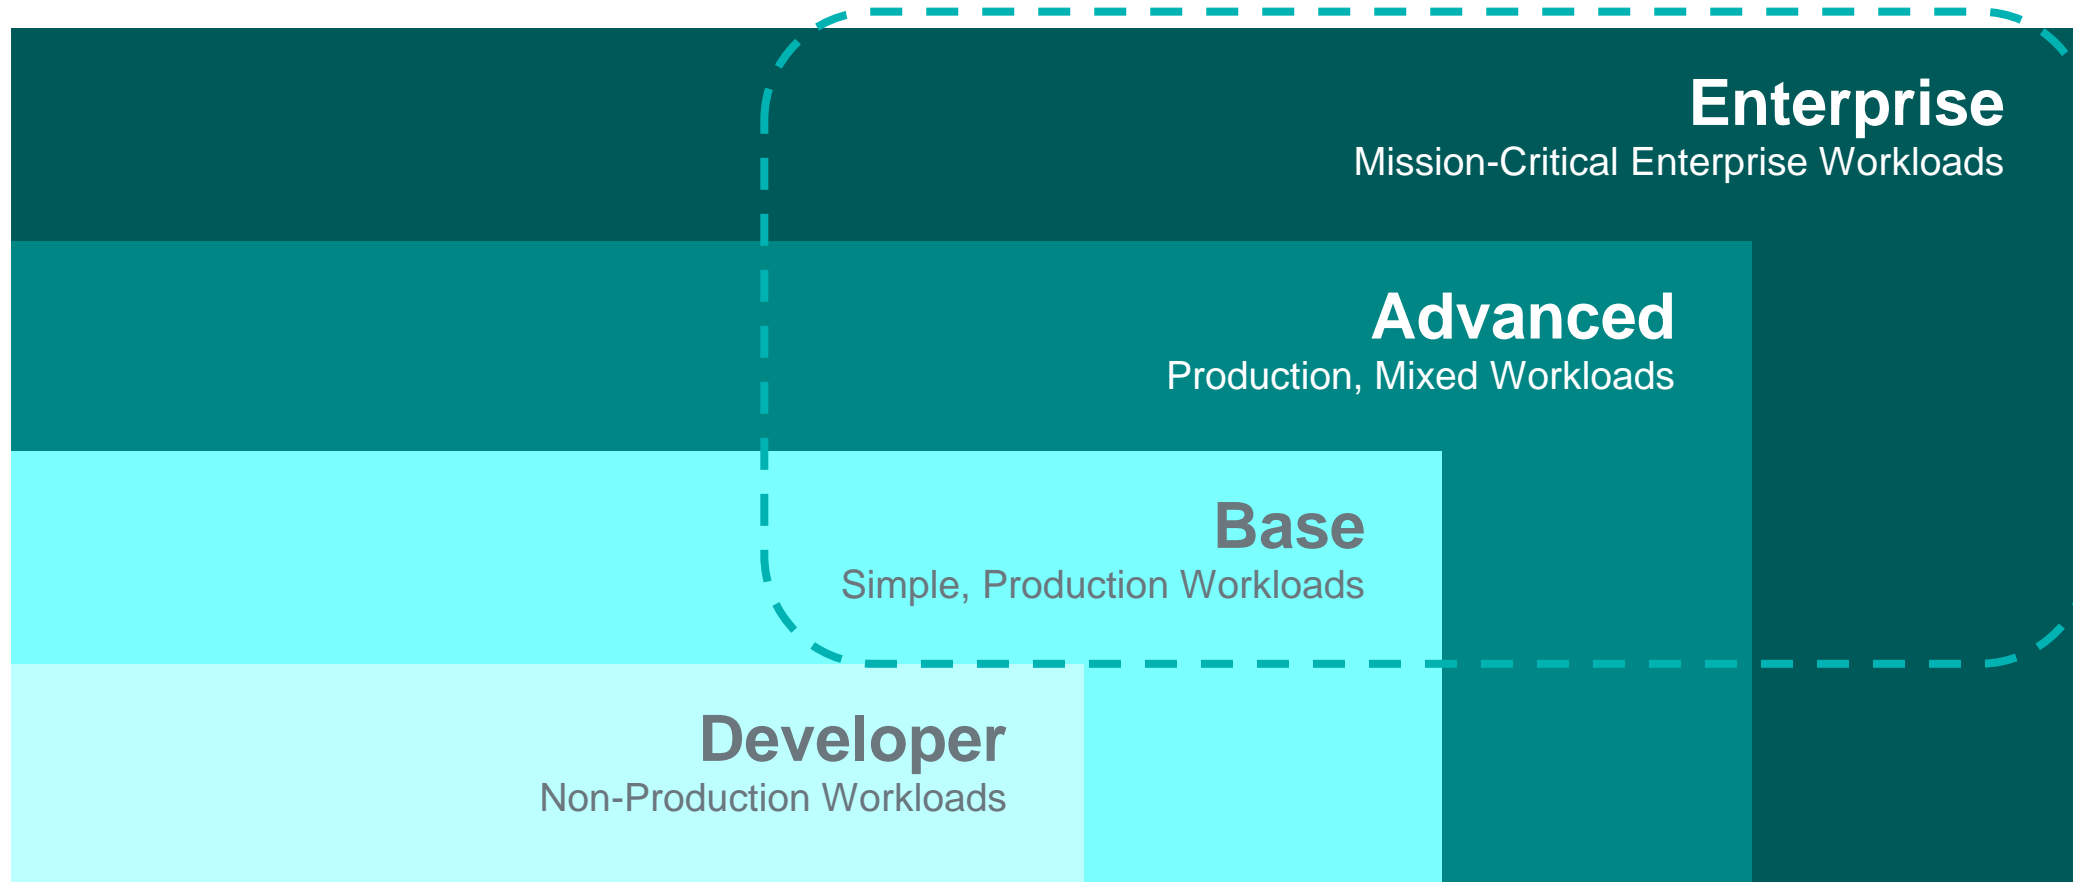 Enterprise
Mission-Critical Enterprise Workloads
Advanced
Production, Mixed Workloads
Base
Simple, Production Workloads
Developer
Non-Production Workloads